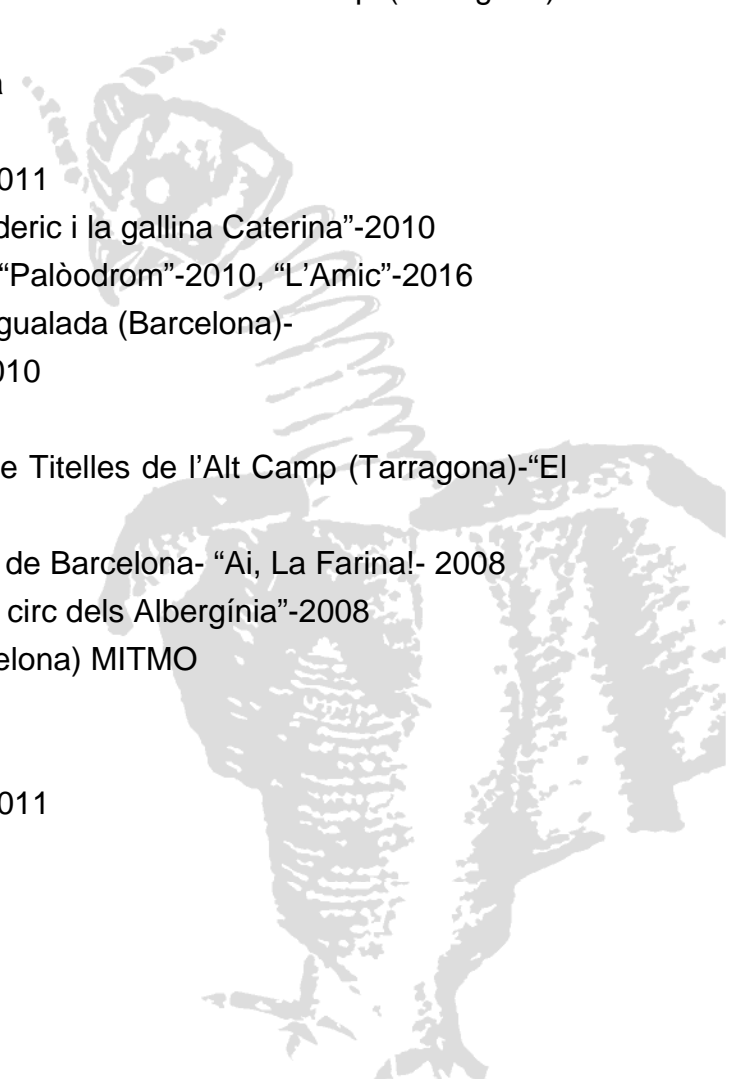 a
011
deric i la gallina Caterina”-2010
“Palòodrom”-2010, “L’Amic”-2016
gualada (Barcelona)-
010
e Titelles de l’Alt Camp (Tarragona)-“El
de Barcelona- “Ai, La Farina!- 2008
circ dels Albergínia”-2008
elona) MITMO
011